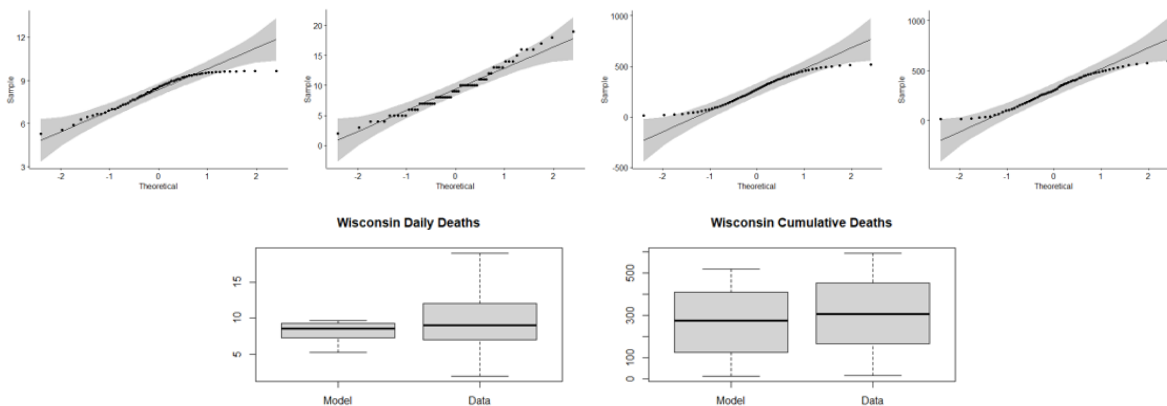 12
9
6
3
Sample
-2 -1 0 1 2
Theoretical
20
15
10
5
0
Sample
-2 -1 0 1 2
Theoretical
1000
500
0
-500
Sample
-2 -1 0 1 2
Theoretical
1000
500
0
Sample
-2 -1 0 1 2
Theoretical
Wisconsin Daily Deaths
15
10
5
Model Data
Wisconsin Cumulative Deaths
500
300
100
0
Model Data